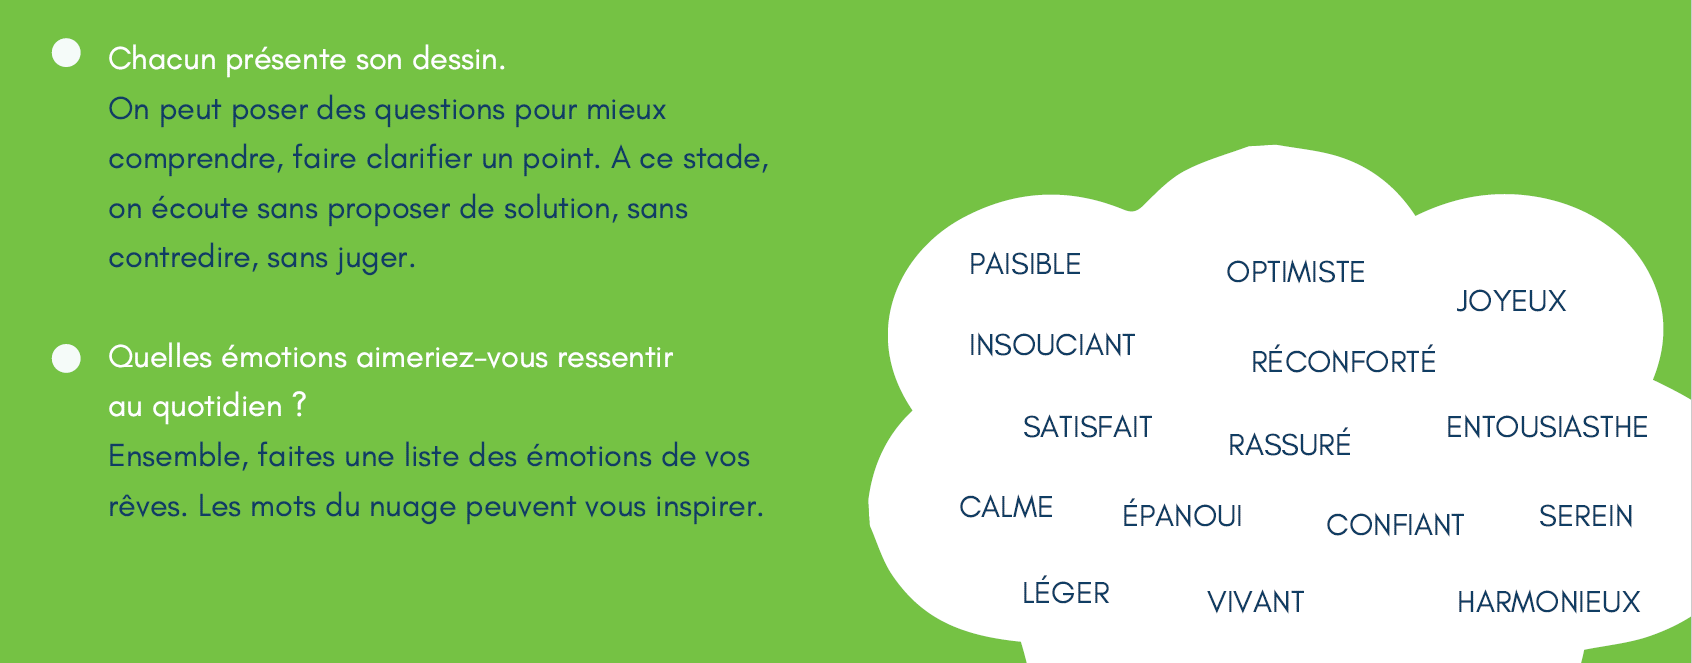 Chacun présente son dessin.
On peut poser des questions pour mieux
comprendre, faire clarifier un point. A ce stade,
on écoute sans proposer de solution, sans
contredire, sans juger.
Quelles émotions aimeriez-vous ressentir
au quotidien ?
Ensemble, faites une liste des émotions de vos
rêves. Les mots du nuage peuvent vous inspirer.
PAISIBLE
OPTIMISTE
JOYEUX
INSOUCIANT
RÉCONFORTÉ
SATISFAIT
RASSURÉ
ENTOUSIASTHE
CALME
ÉPANOUI
CONFIANT
SEREIN
LÉGER
VIVANT
HARMONIEUX